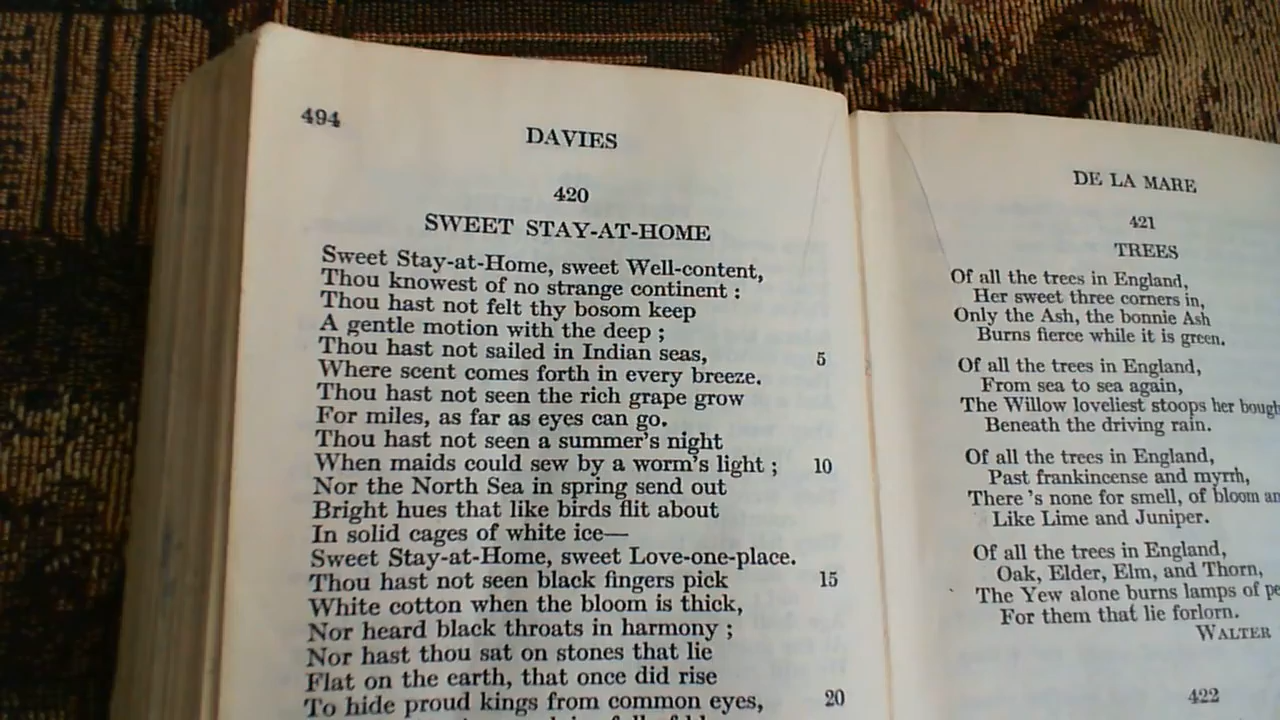 494
DAVIES
420
SWEET STAY-AT-HOME
Sweet Stay-at-Home, sweet Well-content,
Thou knowest of no strange continent :
Thou hast not felt thy bosom keep
A gentle motion with the deep ;
Thou hast not sailed in Indian seas, 5
Where scent comes forth in every breeze.
Thou hast not seen the rich grape grow
For miles, as far as eyes can go.
Thou hast not seen a summer's night
When maids could sew by a worm's light ; 10
Nor the North Sea in spring send out
Bright hues that like birds flit about
In solid cages of white ice—
Sweet Stay-at-Home, sweet Love-one-place.
Thou hast not seen black fingers pick 15
White cotton when the bloom is thick,
Nor heard black throats in harmony ;
Nor hast thou sat on stones that lie
Flat on the earth, that once did rise
To hide proud kings from common eyes, 20
DE LA MARE
421
TREES
Of all the trees in England,
Her sweet three corners in,
Only the Ash, the bonnie Ash
Burns fierce while it is green.
Of all the trees in England,
From sea to sea again,
The Willow loveliest stoops her bough
Beneath the driving rain.
Of all the trees in England,
Past frankincense and myrrh,
There 's none for smell, of bloom an
Like Lime and Juniper.
Of all the trees in England,
Oak, Elder, Elm, and Thorn,
The Yew alone burns lamps of pe
For them that lie forlorn.
WALTER
422